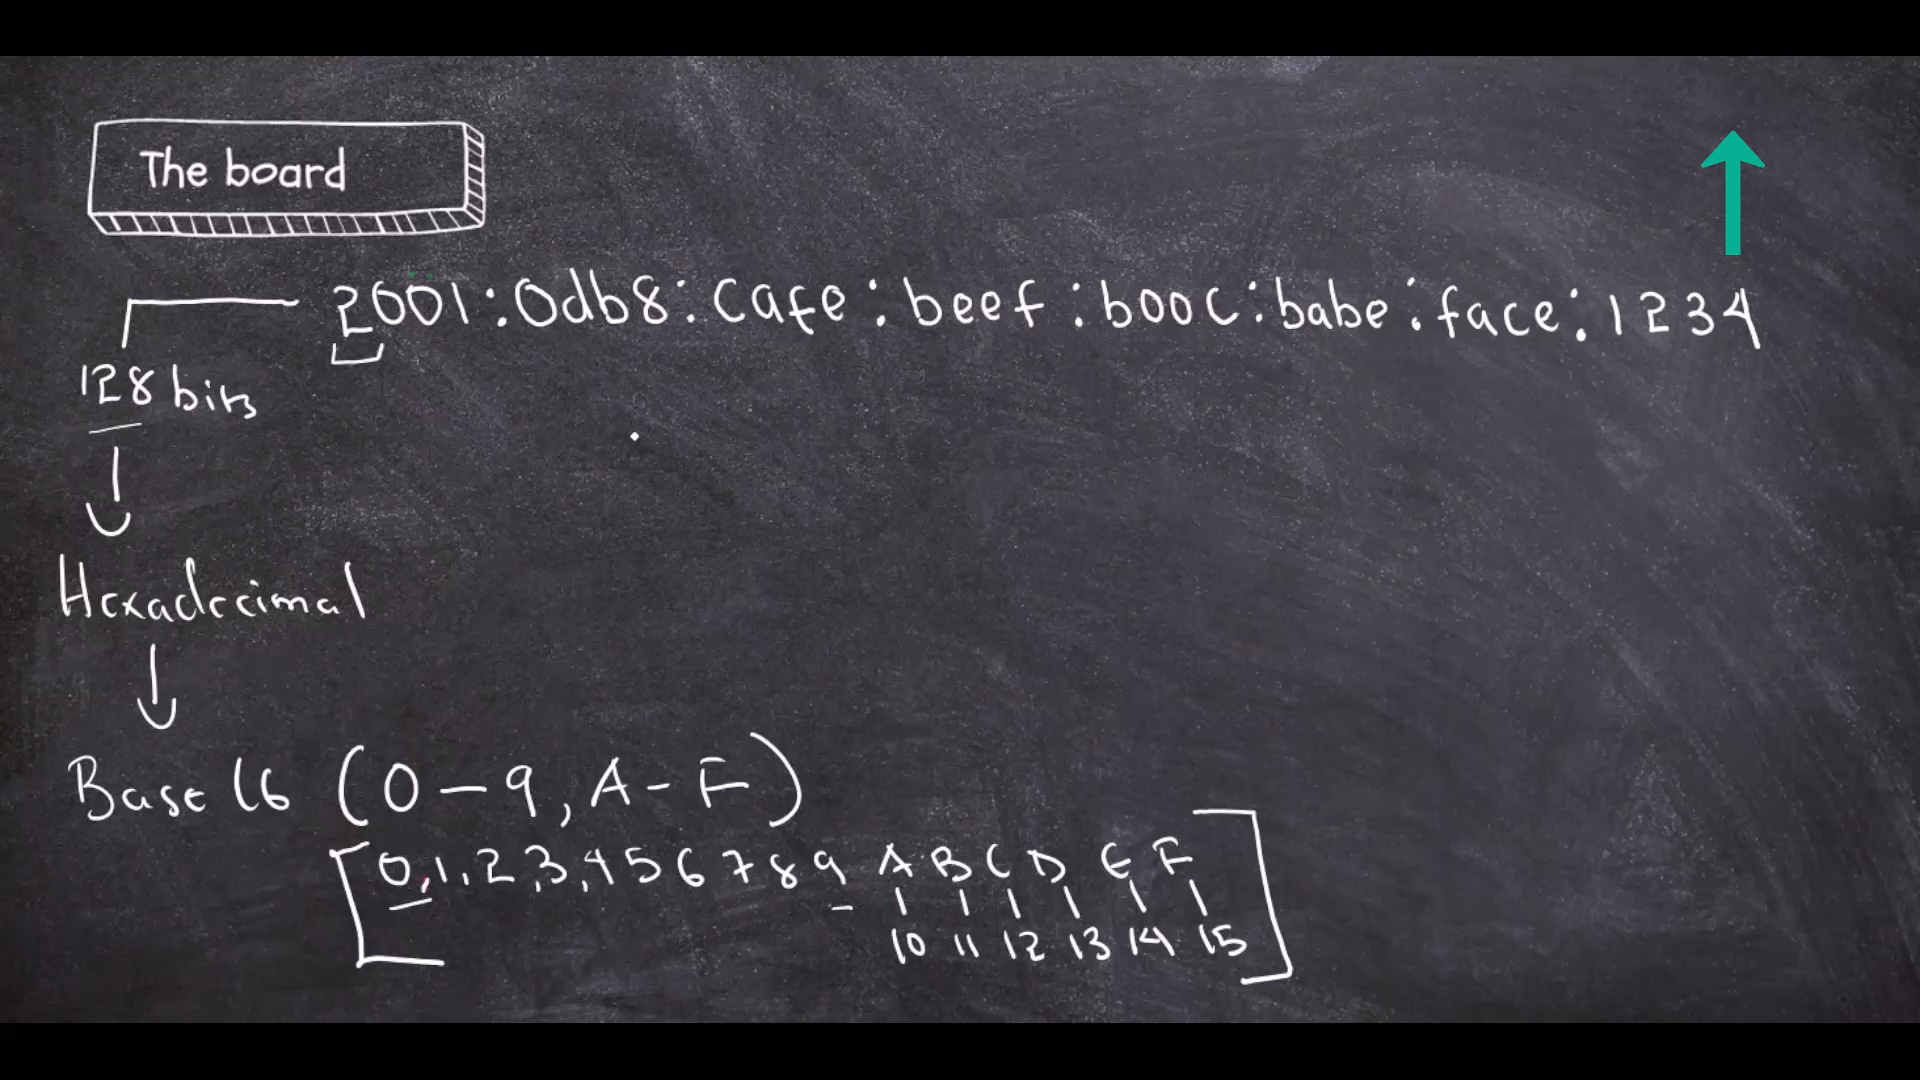 The board
2001:0db8:cafe:beef:b00c:babe:face:1234
128 bits
Hexadecimal
Base 16 (0-9, A-F)
0,1,2,3,4 5 6 7 8 9 A B C D E F
10 11 12 13 14 15